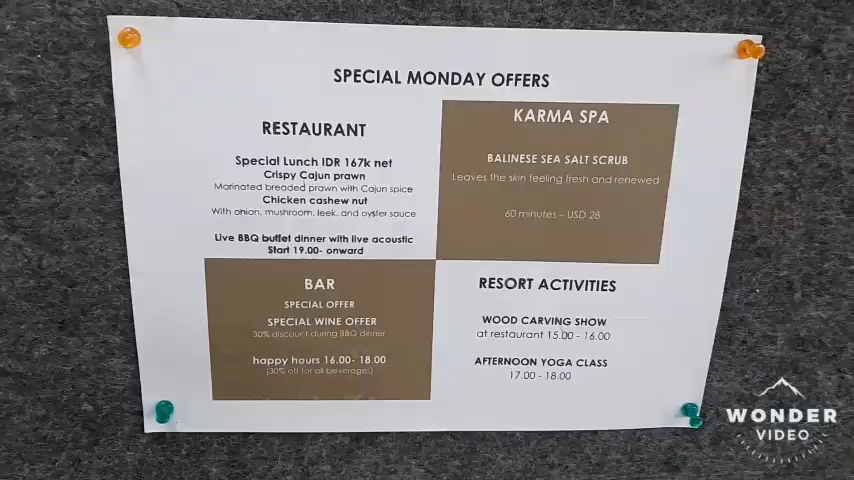 SPECIAL MONDAY OFFERS
RESTAURANT
Special Lunch IDR 167k net
Crispy Cajun prawn
Marinated breaded prawn with Cajun spice
Chicken cashew nut
With onion, mushroom, leek, and oyster sauce
Live BBQ buffet dinner with live acoustic
Start 19.00- onward
KARMA SPA
BALINESE SEA SALT SCRUB
Leaves the skin feeling fresh and renewed
60 minutes – USD 28
BAR
SPECIAL OFFER
SPECIAL WINE OFFER
30% discount during BBQ dinner
happy hours 16.00- 18.00
(30% off for all beverages)
RESORT ACTIVITIES
WOOD CARVING SHOW
at restaurant 15.00 - 16.00
AFTERNOON YOGA CLASS
17.00 - 18.00
WONDER
VIDEO